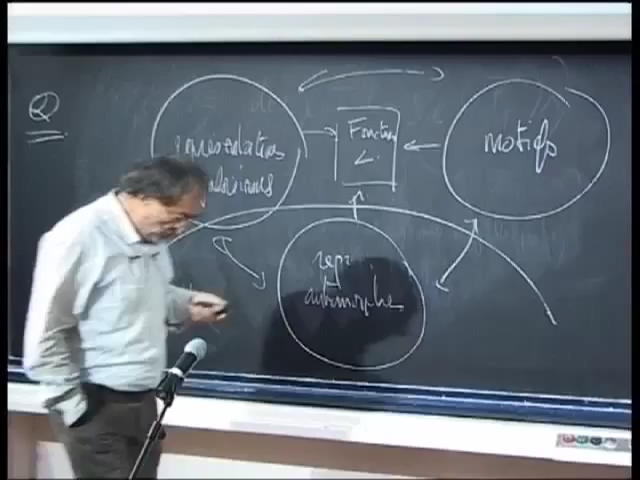 Q
représentations
galoisiennes
Fonctions
L
motifs
repr
automorphes